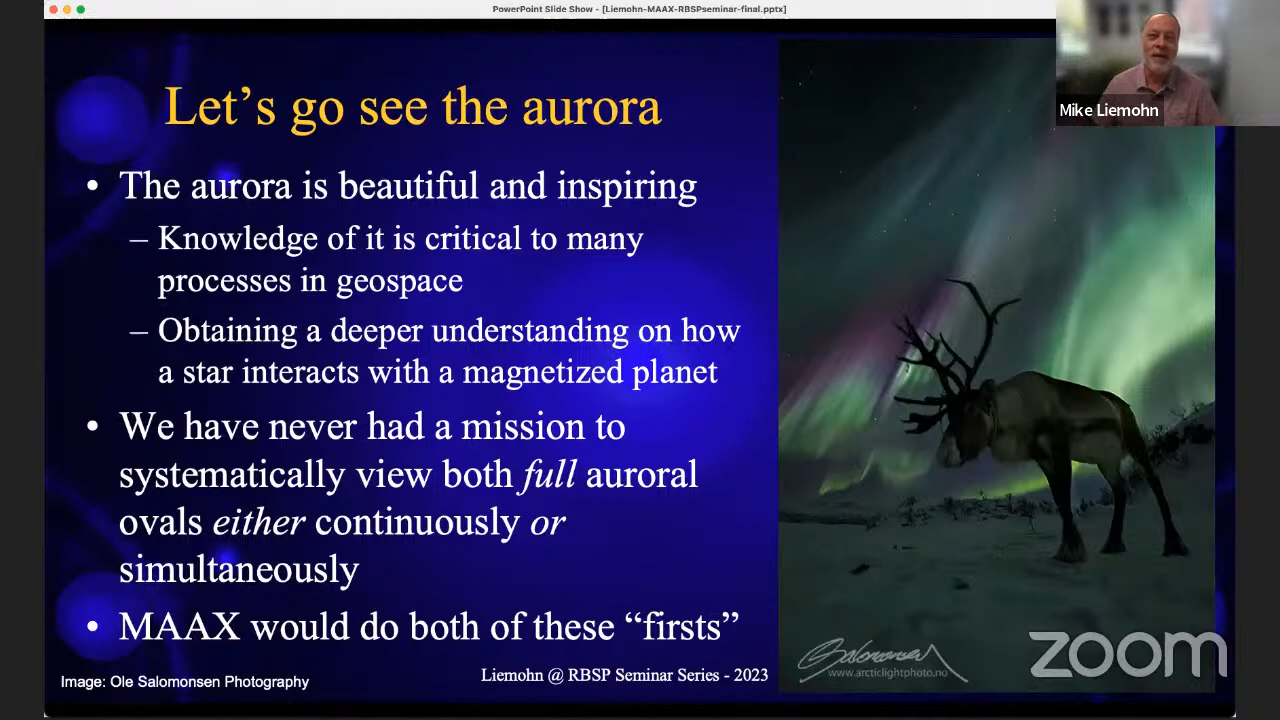 PowerPoint Slide Show - [Liemohn-MAAX-RBSPseminar-final.pptx]
Mike Liemohn
Let’s go see the aurora
• The aurora is beautiful and inspiring
– Knowledge of it is critical to many
processes in geospace
– Obtaining a deeper understanding on how
a star interacts with a magnetized planet
• We have never had a mission to
systematically view both full auroral
ovals either continuously or
simultaneously
• MAAX would do both of these “firsts”
Liemohn @ RBSP Seminar Series - 2023
Image: Ole Salomonsen Photography
Salomonsen
www.arcticlightphoto.no
zoom